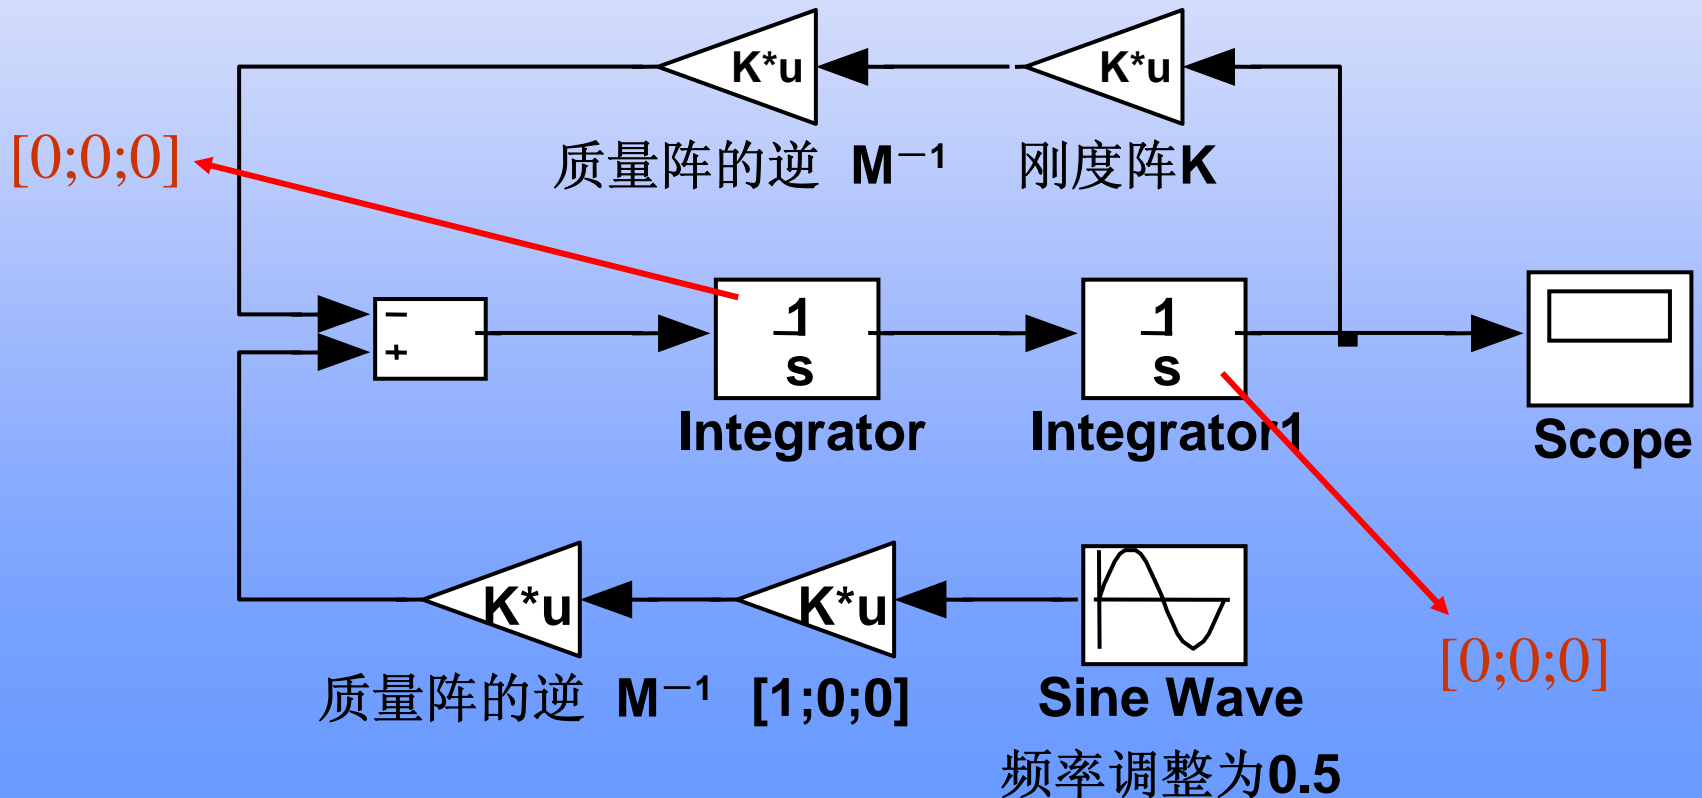 K*u
K*u
[0;0;0]
质量阵的逆 M⁻¹
刚度阵K
−
+
1
s
1
s
Integrator
Integrator1
Scope
K*u
K*u
质量阵的逆 M⁻¹
[1;0;0]
Sine Wave
[0;0;0]
频率调整为0.5